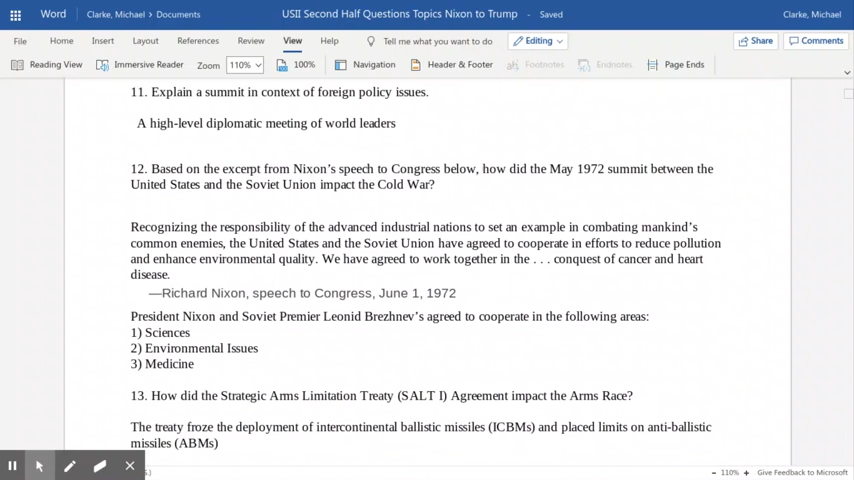 Word Clarke, Michael > Documents USII Second Half Questions Topics Nixon to Trump - Saved Clarke, Michael
File Home Insert Layout References Review View Help Tell me what you want to do Editing Share Comments
Reading View Immersive Reader Zoom 110% 100% Navigation Header & Footer Footnotes Endnotes Page Ends
11. Explain a summit in context of foreign policy issues.
A high-level diplomatic meeting of world leaders
12. Based on the excerpt from Nixon's speech to Congress below, how did the May 1972 summit between the
United States and the Soviet Union impact the Cold War?
Recognizing the responsibility of the advanced industrial nations to set an example in combating mankind's
common enemies, the United States and the Soviet Union have agreed to cooperate in efforts to reduce pollution
and enhance environmental quality. We have agreed to work together in the . . . conquest of cancer and heart
disease.
—Richard Nixon, speech to Congress, June 1, 1972
President Nixon and Soviet Premier Leonid Brezhnev's agreed to cooperate in the following areas:
1) Sciences
2) Environmental Issues
3) Medicine
13. How did the Strategic Arms Limitation Treaty (SALT I) Agreement impact the Arms Race?
The treaty froze the deployment of intercontinental ballistic missiles (ICBMs) and placed limits on anti-ballistic
missiles (ABMs)
110% Give Feedback to Microsoft